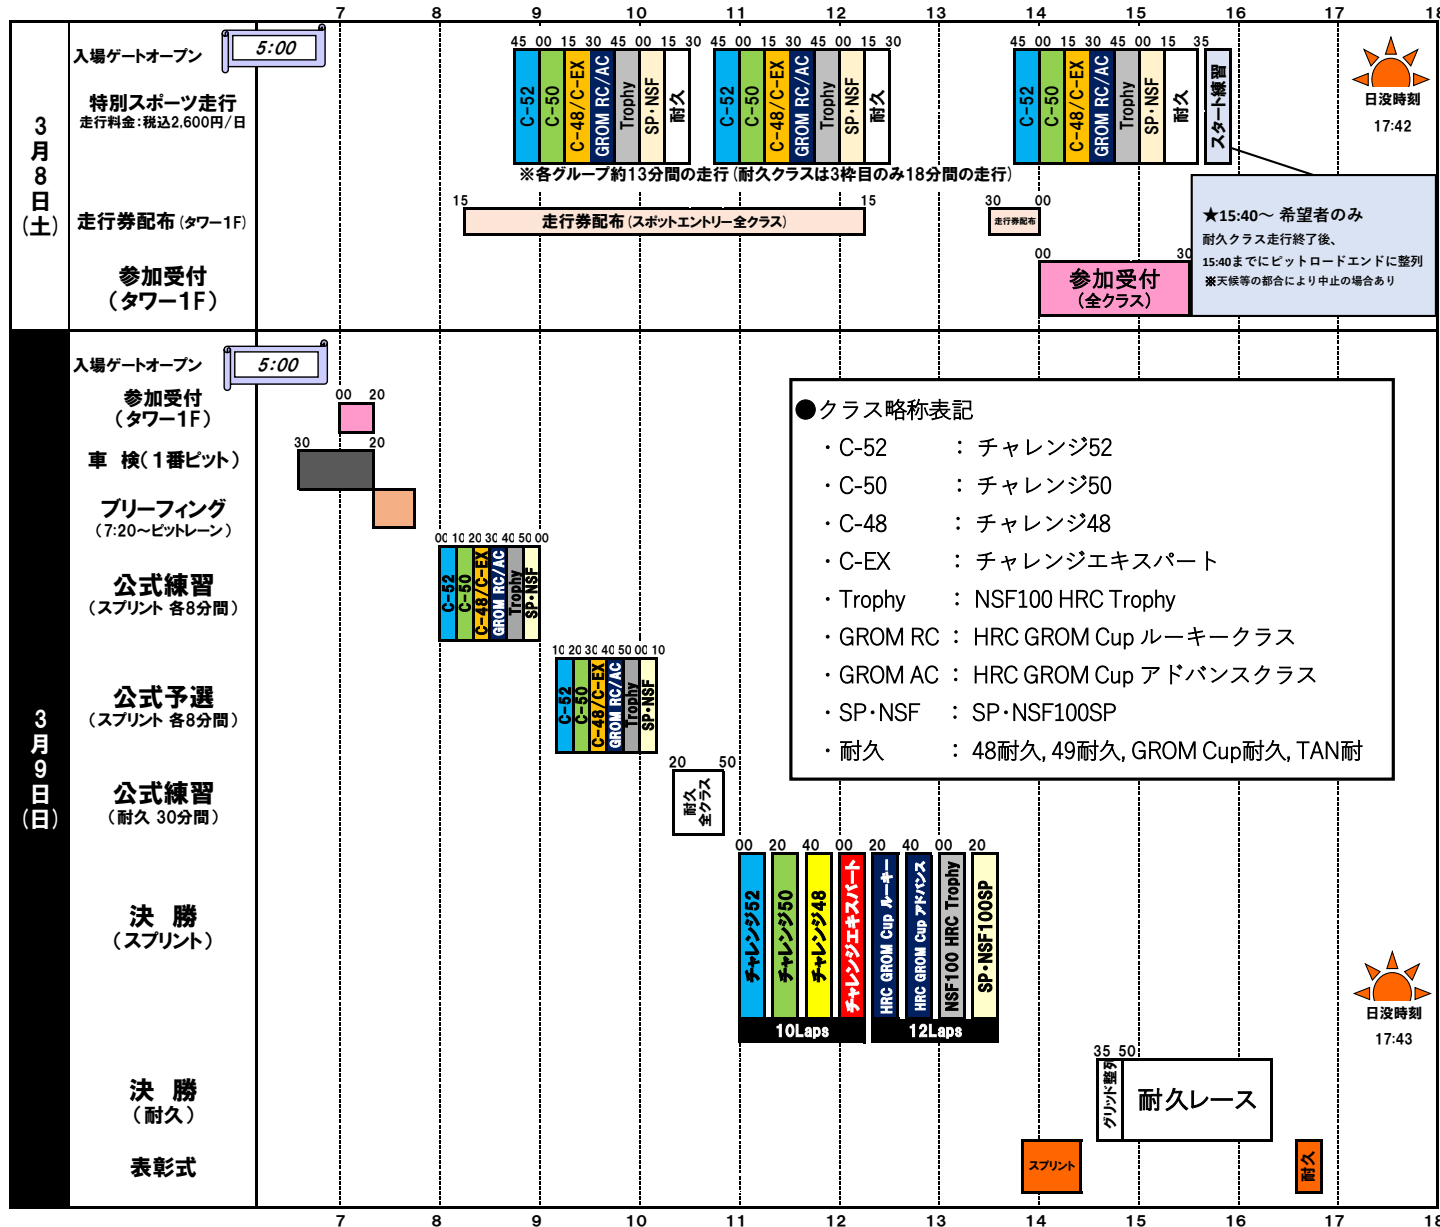 7 8 9 10 11 12 13 14 15 16 17 18
3月8日(土)
入場ゲートオープン
5:00
特別スポーツ走行
走行料金:税込2,600円/日
45 00 15 30 45 00 15 30
C-52
C-50
C-48/C-EX
GROM RC/AC
Trophy
SP・NSF
耐久
45 00 15 30 45 00 15 30
C-52
C-50
C-48/C-EX
GROM RC/AC
Trophy
SP・NSF
耐久
45 00 15 30 45 00 15 35
C-52
C-50
C-48/C-EX
GROM RC/AC
Trophy
SP・NSF
耐久
スタート練習
日没時刻
17:42
※各グループ約13分間の走行(耐久クラスは3枠目のみ18分間の走行)
走行券配布(タワー1F)
15 15
走行券配布(スポットエントリー全クラス)
30 00
走行券配布
★15:40～ 希望者のみ
耐久クラス走行終了後、
15:40までにピットロードエンドに整列
※天候等の都合により中止の場合あり
参加受付
(タワー1F)
00 30
参加受付
(全クラス)
3月9日(日)
入場ゲートオープン
5:00
参加受付
(タワー1F)
00 20
車 検(1番ピット)
30 20
ブリーフィング
(7:20～ピットレーン)
公式練習
(スプリント 各8分間)
00 10 20 30 40 50 00
C-52
C-50
C-48/C-EX
GROM RC/AC
Trophy
SP・NSF
公式予選
(スプリント 各8分間)
10 20 30 40 50 00 10
C-52
C-50
C-48/C-EX
GROM RC/AC
Trophy
SP・NSF
公式練習
(耐久 30分間)
20 50
耐久
全クラス
●クラス略称表記
・C-52 : チャレンジ52
・C-50 : チャレンジ50
・C-48 : チャレンジ48
・C-EX : チャレンジエキスパート
・Trophy : NSF100 HRC Trophy
・GROM RC : HRC GROM Cup ルーキークラス
・GROM AC : HRC GROM Cup アドバンスクラス
・SP・NSF : SP・NSF100SP
・耐久 : 48耐久, 49耐久, GROM Cup耐久, TAN耐
決 勝
(スプリント)
00 20 40 00 20 40 00 20
チャレンジ52
チャレンジ50
チャレンジ48
チャレンジエキスパート
HRC GROM Cup ルーキー
HRC GROM Cup アドバンス
NSF100 HRC Trophy
SP・NSF100SP
10Laps
12Laps
日没時刻
17:43
決 勝
(耐久)
35 50
グリッド整列
耐久レース
表彰式
スプリント
耐久
7 8 9 10 11 12 13 14 15 16 17 18